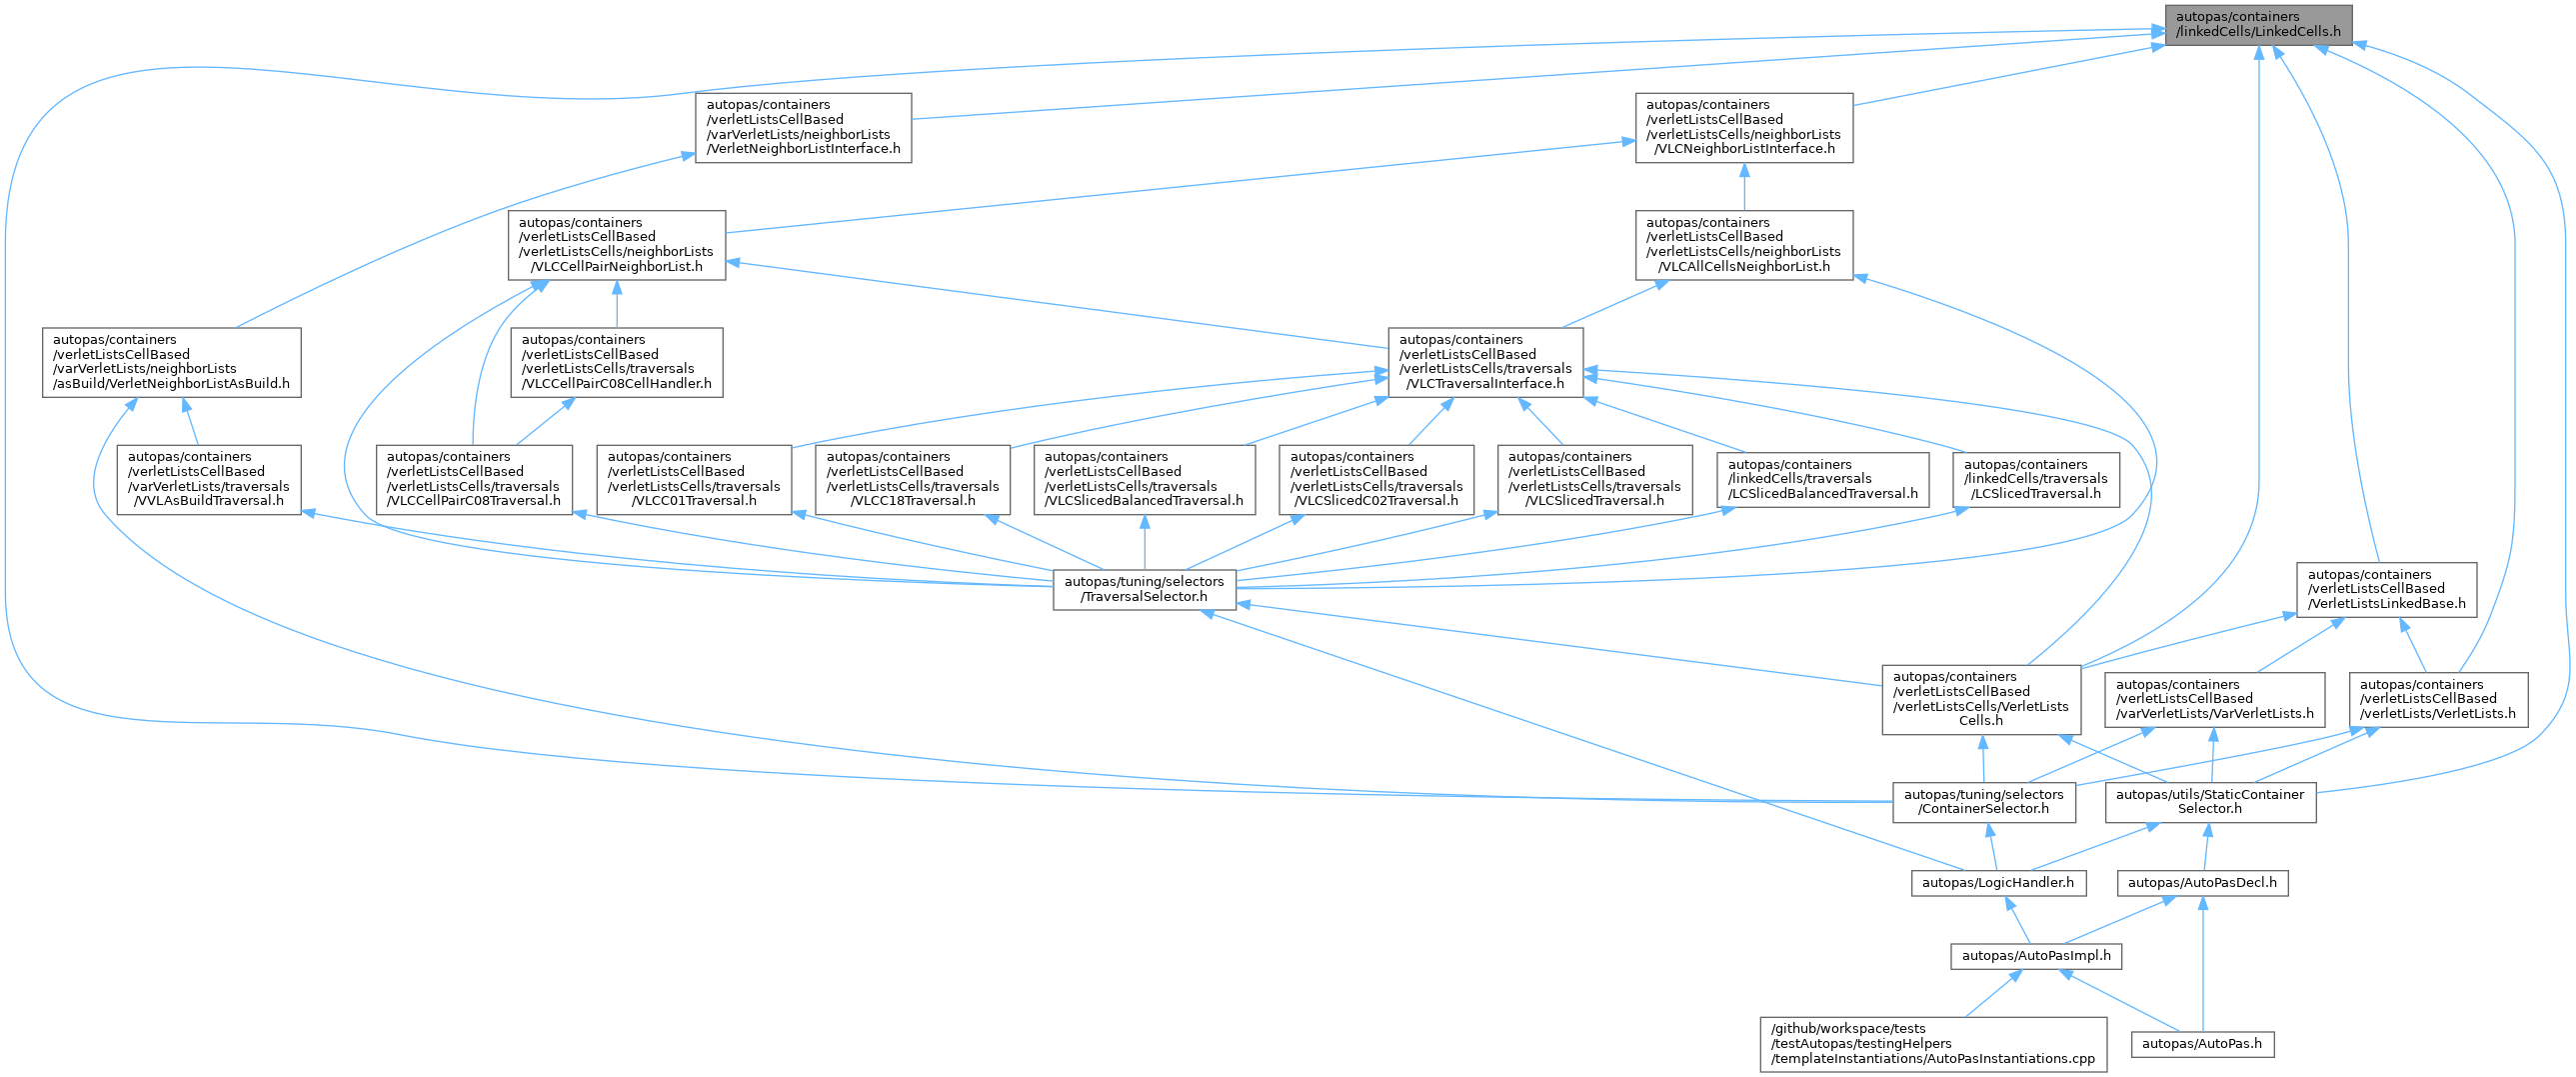 autopas/containers
/linkedCells/LinkedCells.h
autopas/containers
/verletListsCellBased
/varVerletLists/neighborLists
/VerletNeighborListInterface.h
autopas/containers
/verletListsCellBased
/verletListsCells/neighborLists
/VLCNeighborListInterface.h
autopas/containers
/verletListsCellBased
/verletListsCells/neighborLists
/VLCCellPairNeighborList.h
autopas/containers
/verletListsCellBased
/verletListsCells/neighborLists
/VLCAllCellsNeighborList.h
autopas/containers
/verletListsCellBased
/varVerletLists/neighborLists
/asBuild/VerletNeighborListAsBuild.h
autopas/containers
/verletListsCellBased
/verletListsCells/traversals
/VLCCellPairC08CellHandler.h
autopas/containers
/verletListsCellBased
/verletListsCells/traversals
/VLCTraversalInterface.h
autopas/containers
/verletListsCellBased
/varVerletLists/traversals
/VVLAsBuildTraversal.h
autopas/containers
/verletListsCellBased
/verletListsCells/traversals
/VLCCellPairC08Traversal.h
autopas/containers
/verletListsCellBased
/verletListsCells/traversals
/VLCC01Traversal.h
autopas/containers
/verletListsCellBased
/verletListsCells/traversals
/VLCC18Traversal.h
autopas/containers
/verletListsCellBased
/verletListsCells/traversals
/VLCSlicedBalancedTraversal.h
autopas/containers
/verletListsCellBased
/verletListsCells/traversals
/VLCSlicedC02Traversal.h
autopas/containers
/verletListsCellBased
/verletListsCells/traversals
/VLCSlicedTraversal.h
autopas/containers
/linkedCells/traversals
/LCSlicedBalancedTraversal.h
autopas/containers
/linkedCells/traversals
/LCSlicedTraversal.h
autopas/tuning/selectors
/TraversalSelector.h
autopas/containers
/verletListsCellBased
/VerletListsLinkedBase.h
autopas/containers
/verletListsCellBased
/verletListsCells/VerletLists
Cells.h
autopas/containers
/verletListsCellBased
/varVerletLists/VarVerletLists.h
autopas/containers
/verletListsCellBased
/verletLists/VerletLists.h
autopas/tuning/selectors
/ContainerSelector.h
autopas/utils/StaticContainer
Selector.h
autopas/LogicHandler.h
autopas/AutoPasDecl.h
autopas/AutoPasImpl.h
/github/workspace/tests
/testAutopas/testingHelpers
/templateInstantiations/AutoPasInstantiations.cpp
autopas/AutoPas.h